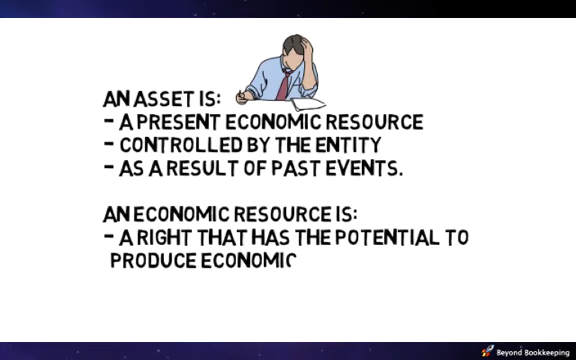 AN ASSET IS:
- A PRESENT ECONOMIC RESOURCE
- CONTROLLED BY THE ENTITY
- AS A RESULT OF PAST EVENTS.
AN ECONOMIC RESOURCE IS:
- A RIGHT THAT HAS THE POTENTIAL TO
PRODUCE ECONOMIC
Beyond Bookkeeping